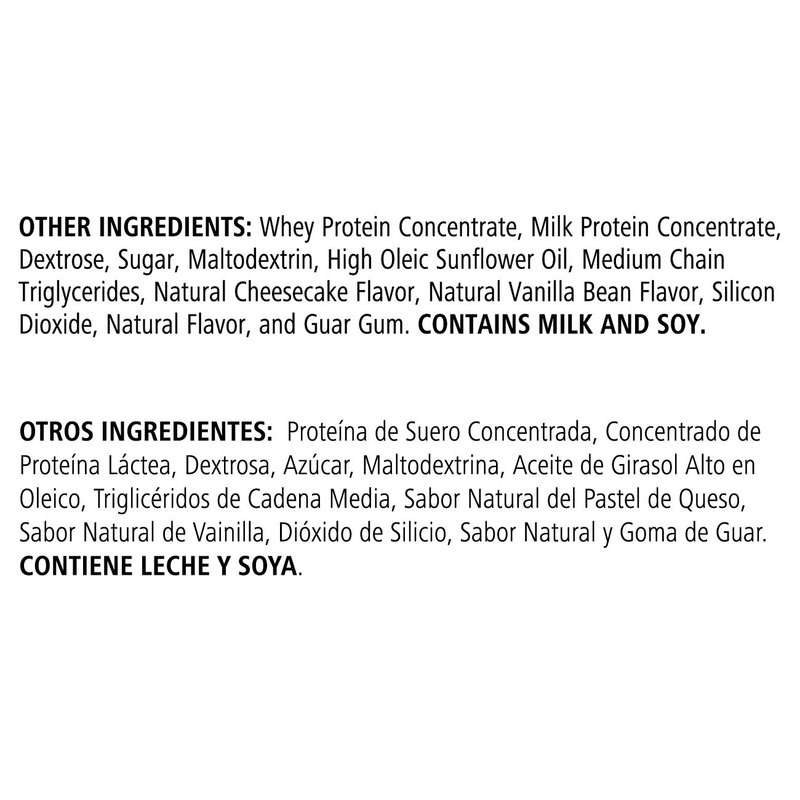 OTHER INGREDIENTS: Whey Protein Concentrate, Milk Protein Concentrate,
Dextrose, Sugar, Maltodextrin, High Oleic Sunflower Oil, Medium Chain
Triglycerides, Natural Cheesecake Flavor, Natural Vanilla Bean Flavor, Silicon
Dioxide, Natural Flavor, and Guar Gum. CONTAINS MILK AND SOY.
OTROS INGREDIENTES: Proteína de Suero Concentrada, Concentrado de
Proteína Láctea, Dextrosa, Azúcar, Maltodextrina, Aceite de Girasol Alto en
Oleico, Triglicéridos de Cadena Media, Sabor Natural del Pastel de Queso,
Sabor Natural de Vainilla, Dióxido de Silicio, Sabor Natural y Goma de Guar.
CONTIENE LECHE Y SOYA.